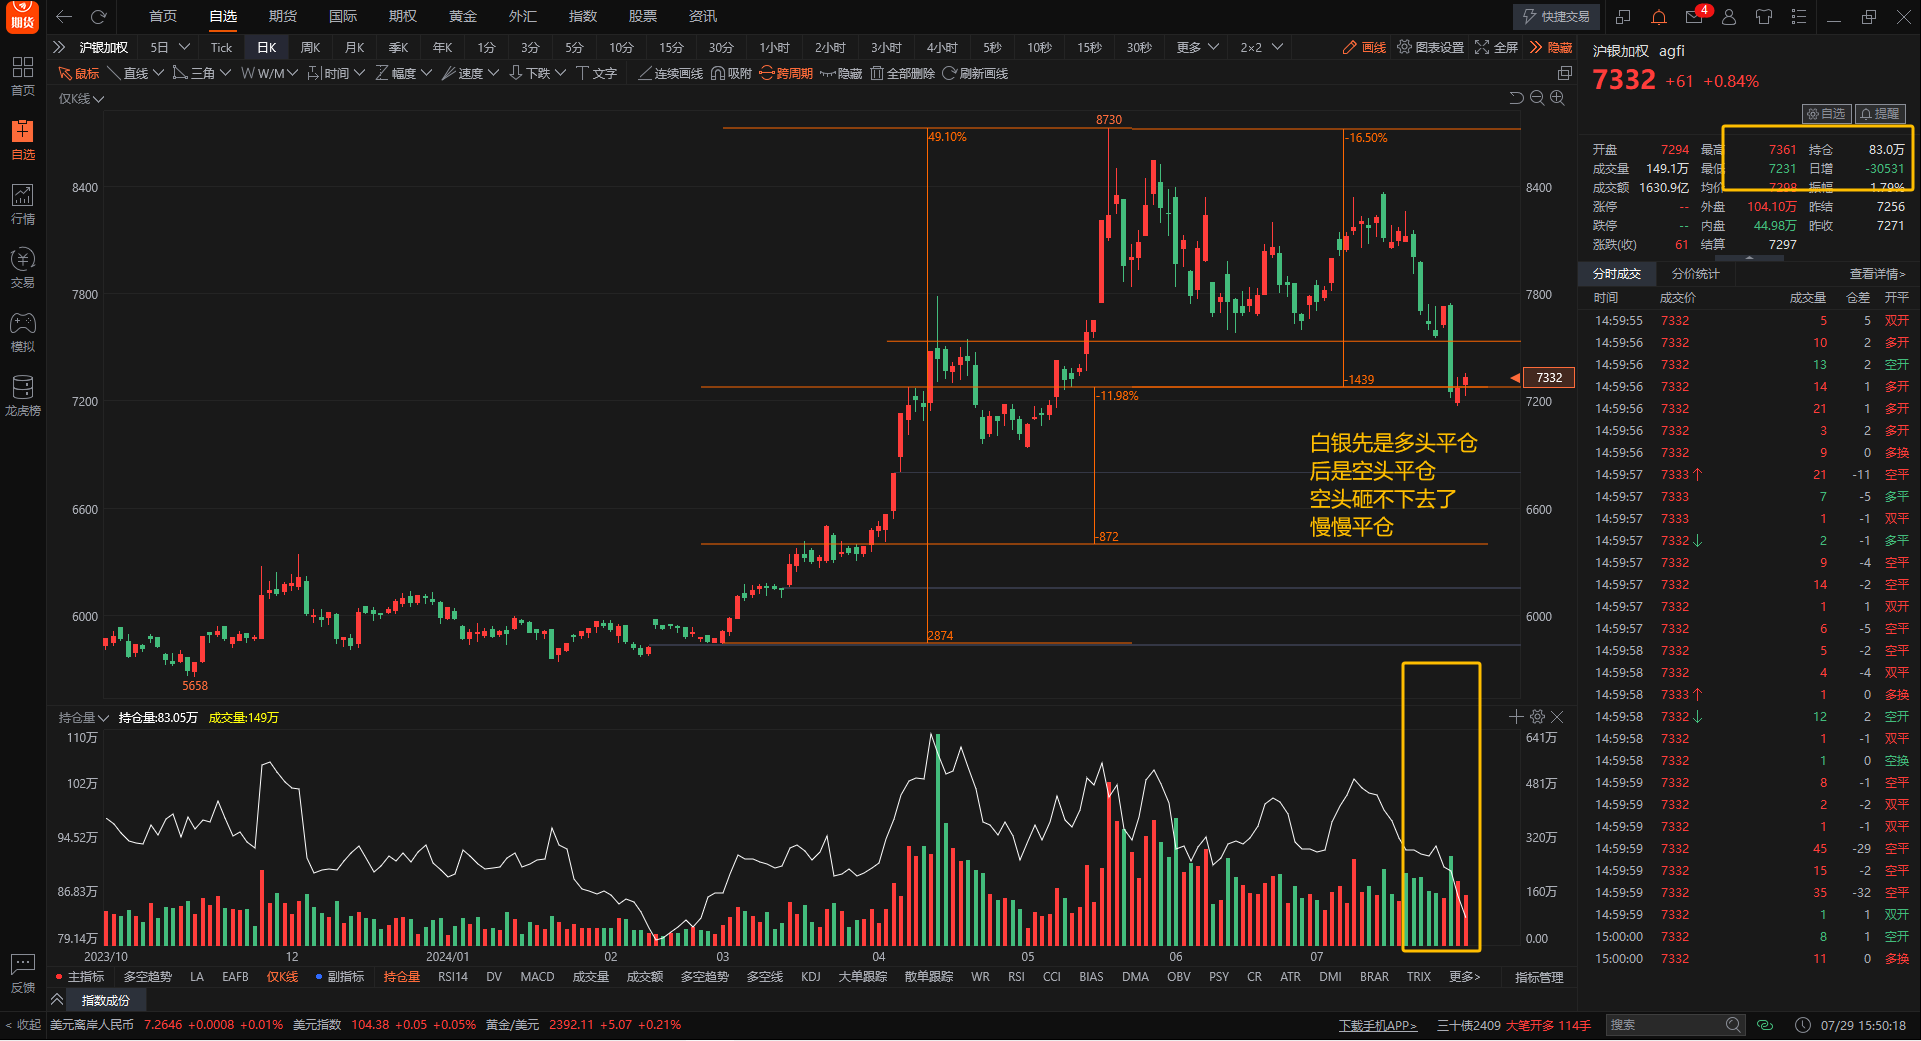 期货 首页 自选 期货 国际 期权 黄金 外汇 指数 股票 资讯 快捷交易 4
沪银加权 5日 Tick 日K 周K 月K 季K 年K 1分 3分 5分 10分 15分 30分 1小时 2小时 3小时 4小时 5秒 10秒 15秒 30秒 更多 2×2 画线 图表设置 全屏 隐藏
鼠标 直线 三角 W/M 时间 幅度 速度 下跌 文字 连续画线 吸附 跨周期 隐藏 全部删除 刷新画线
仅K线
首页
自选
行情
交易
模拟
龙虎榜
反馈
< 收起
8730
49.10%
-16.50%
8400 8400
7800 7800
-1439
7332
7200 7200
-11.98%
白银先是多头平仓
后是空头平仓
空头砸不下去了
慢慢平仓
6600 6600
-872
6000 6000
2874
5658
持仓量 持仓量:83.05万 成交量:149万
110万 641万
102万 481万
94.52万 320万
86.83万 160万
79.14万 0.00
2023/10 12 2024/01 02 03 04 05 06 07
主指标 多空趋势 LA EAFB 仅K线 副指标 持仓量 RSI14 DV MACD 成交量 成交额 多空趋势 多空线 KDJ 大单跟踪 散单跟踪 WR RSI CCI BIAS DMA OBV PSY CR ATR DMI BRAR TRIX 更多> 指标管理
指数成份
美元离岸人民币 7.2646 +0.0008 +0.01% 美元指数 104.38 +0.05 +0.05% 黄金/美元 2392.11 +5.07 +0.21% 下载手机APP> 三十债2409 大笔开多 114手 搜索 07/29 15:50:18
沪银加权 agfi
7332 +61 +0.84%
自选 提醒
开盘 7294 最高 7361 持仓 83.0万
成交量 149.1万 最低 7231 日增 -30531
成交额 1630.9亿 均价 7298 振幅 1.79%
涨停 -- 外盘 104.10万 昨结 7256
跌停 -- 内盘 44.98万 昨收 7271
涨跌(收) 61 结算 7297
分时成交 分价统计 查看详情>
时间 成交价 成交量 仓差 开平
14:59:55 7332 5 5 双开
14:59:56 7332 10 2 多开
14:59:56 7332 13 2 空开
14:59:56 7332 14 1 多开
14:59:56 7332 21 1 多开
14:59:56 7332 3 2 多开
14:59:56 7332 9 0 多换
14:59:57 7333↑ 21 -11 空平
14:59:57 7333 7 -5 多平
14:59:57 7333 1 -1 双平
14:59:57 7332↓ 2 -1 多平
14:59:57 7332 9 -4 空平
14:59:57 7332 14 -2 空平
14:59:57 7332 1 1 双开
14:59:57 7332 6 -5 空平
14:59:58 7332 5 -2 空平
14:59:58 7332 4 -4 双平
14:59:58 7333↑ 1 0 多换
14:59:58 7332↓ 12 2 空开
14:59:58 7332 1 -1 双平
14:59:58 7332 1 0 空换
14:59:59 7332 8 -1 空平
14:59:59 7332 2 -2 双平
14:59:59 7332 1 -1 双平
14:59:59 7332 45 -29 空平
14:59:59 7332 15 -2 空平
14:59:59 7332 35 -32 空平
14:59:59 7332 1 1 双开
15:00:00 7332 8 1 空开
15:00:00 7332 11 0 多换